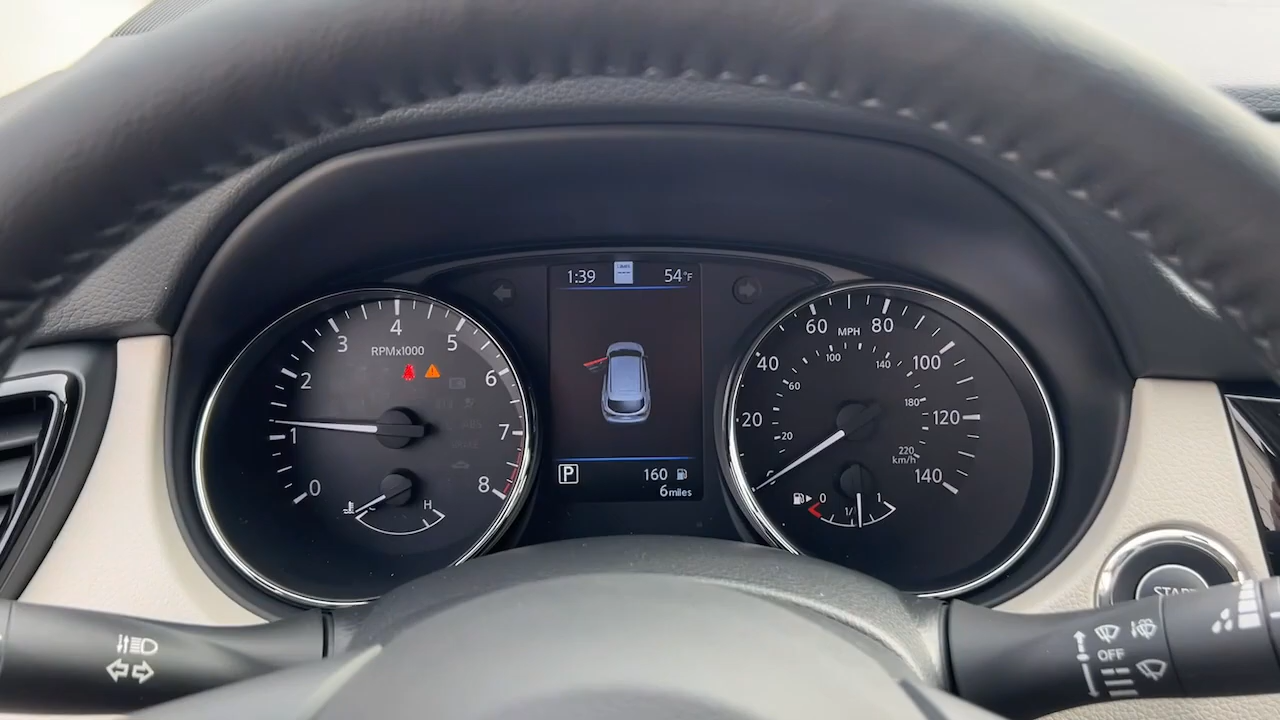 1:39 54°F
4
3 5
RPMx1000
2 6
1 7
0 8
H
P 160
6 miles
60 MPH 80
100 140
40 100
60
180
20 120
20
220
km/h
140
0 1
1/
START
OFF